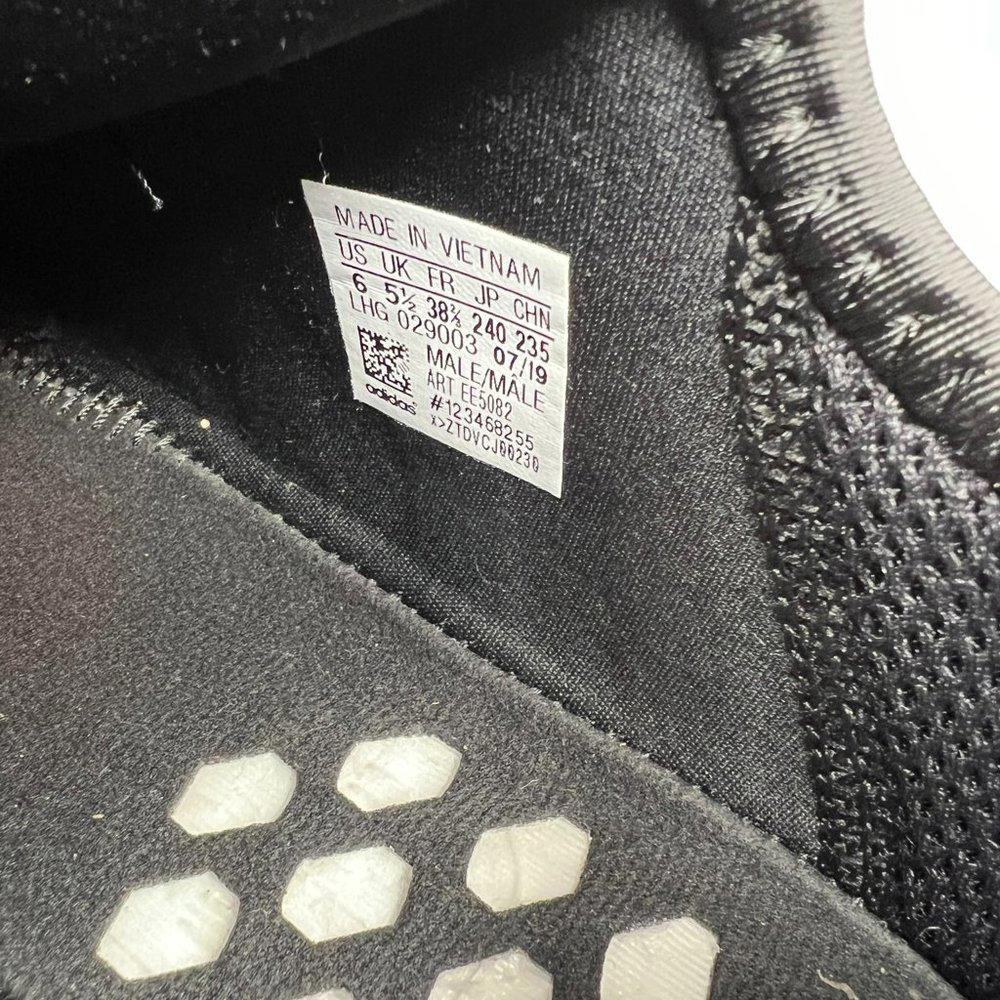 MADE IN VIETNAM
US UK FR JP CHN
6 5½ 38⅔ 240 235
LHG 029003 07/19
MALE/MÂLE
ART EE5082
#123468255
X>ZTDVCJ00230
adidas